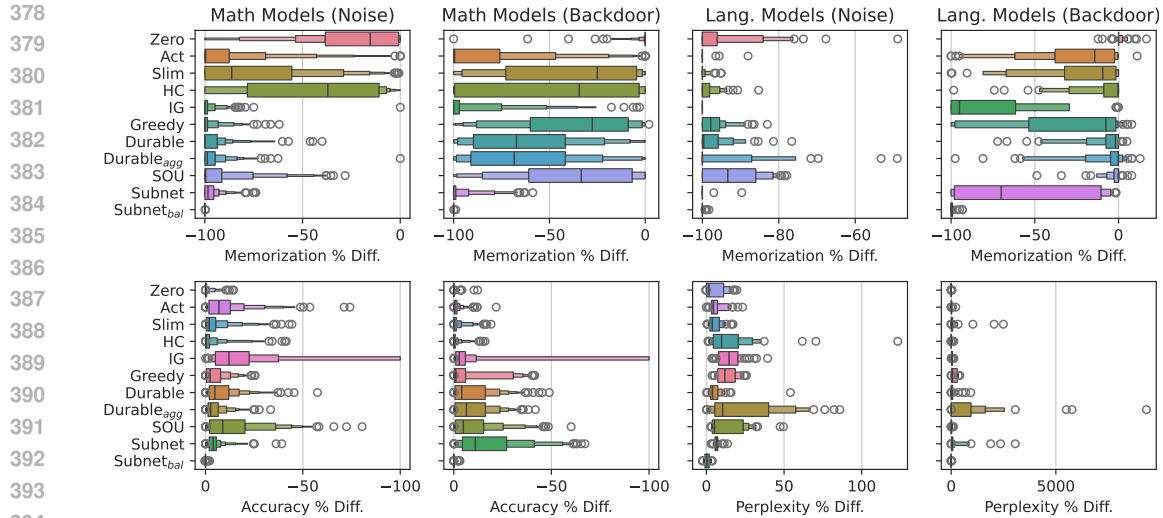 378
379
380
381
382
383
384
385
386
387
388
389
390
391
392
393
Math Models (Noise)
Math Models (Backdoor)
Lang. Models (Noise)
Lang. Models (Backdoor)
Zero
Act
Slim
HC
IG
Greedy
Durable
Durable_agg
SOU
Subnet
Subnet_bal
−100 0
−100 −50 0
−100 −80 −60
−100 −50 0
Memorization % Diff.
Memorization % Diff.
Memorization % Diff.
Memorization % Diff.
Zero
Act
Slim
HC
IG
Greedy
Durable
Durable_agg
SOU
Subnet
Subnet_bal
0 −100
0 −50 −100
0 50 100
0 5000
Accuracy % Diff.
Accuracy % Diff.
Perplexity % Diff.
Perplexity % Diff.